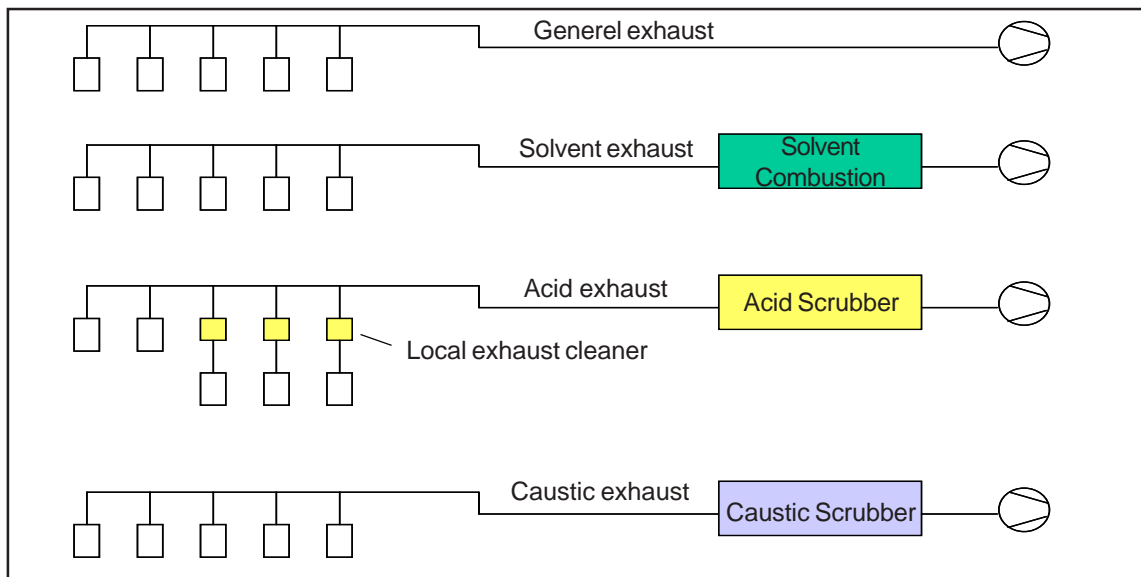 Generel exhaust
Solvent exhaust
Solvent
Combustion
Acid exhaust
Acid Scrubber
Local exhaust cleaner
Caustic exhaust
Caustic Scrubber